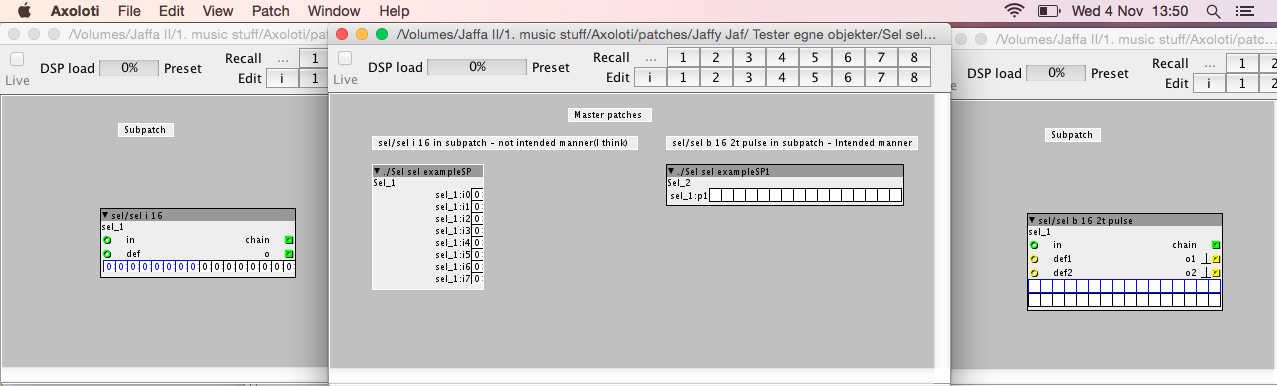 Axoloti File Edit View Patch Window Help Wed 4 Nov 13:50
/Volumes/Jaffa II/1. music stuff/Axoloti/pa
Live
DSP load 0% Preset
Recall ... 1
Edit i 1
Subpatch
sel/sel i 16
sel_1
in chain
def o
0 0 0 0 0 0 0 0 0 0 0 0 0 0 0 0
/Volumes/Jaffa II/1. music stuff/Axoloti/patches/Jaffy Jaf/ Tester egne objekter/Sel sel...
Live
DSP load 0% Preset
Recall ... 1 2 3 4 5 6 7 8
Edit i 1 2 3 4 5 6 7 8
Master patches
sel/sel i 16 in subpatch - not intended manner(I think)
sel/sel b 16 2t pulse in subpatch - Intended manner
./Sel sel exampleSP
Sel_1
sel_1:i0 0
sel_1:i1 0
sel_1:i2 0
sel_1:i3 0
sel_1:i4 0
sel_1:i5 0
sel_1:i6 0
sel_1:i7 0
./Sel sel exampleSP1
Sel_2
sel_1:p1
/Volumes/Jaffa II/1. music stuff/Axoloti/patc...
e
DSP load 0% Preset
Recall ... 1 2
Edit i 1 2
Subpatch
sel/sel b 16 2t pulse
sel_1
in chain
def1 o1
def2 o2